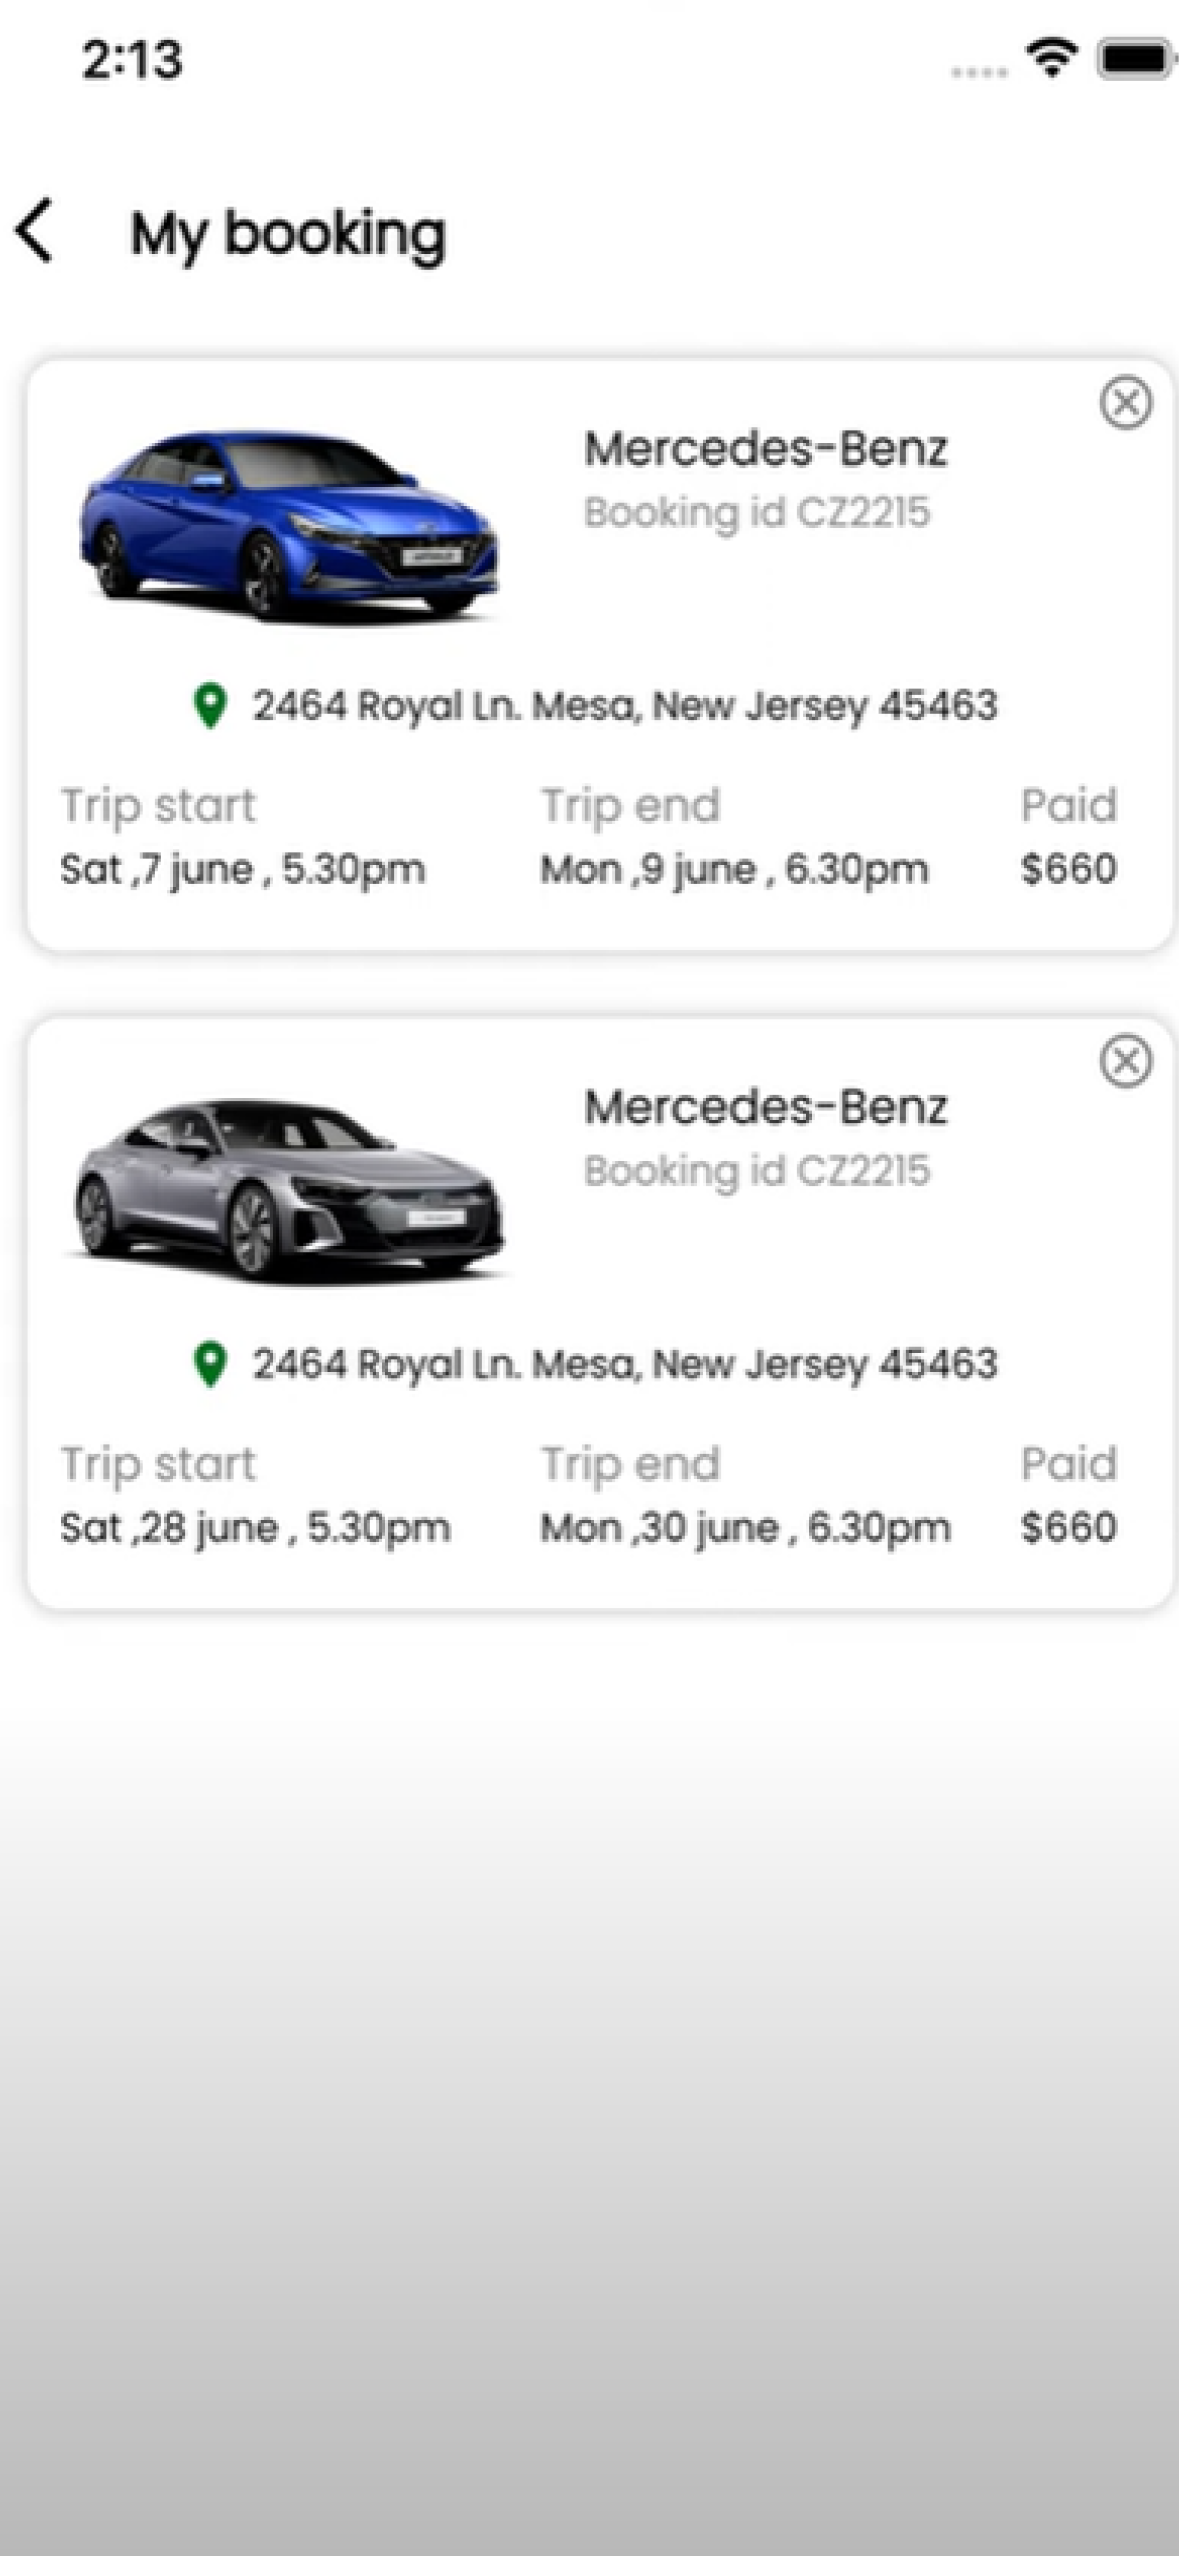 2:13
My booking
Mercedes-Benz
Booking id CZ2215
2464 Royal Ln. Mesa, New Jersey 45463
Trip start Trip end Paid
Sat ,7 june , 5.30pm Mon ,9 june , 6.30pm $660
Mercedes-Benz
Booking id CZ2215
2464 Royal Ln. Mesa, New Jersey 45463
Trip start Trip end Paid
Sat ,28 june , 5.30pm Mon ,30 june , 6.30pm $660